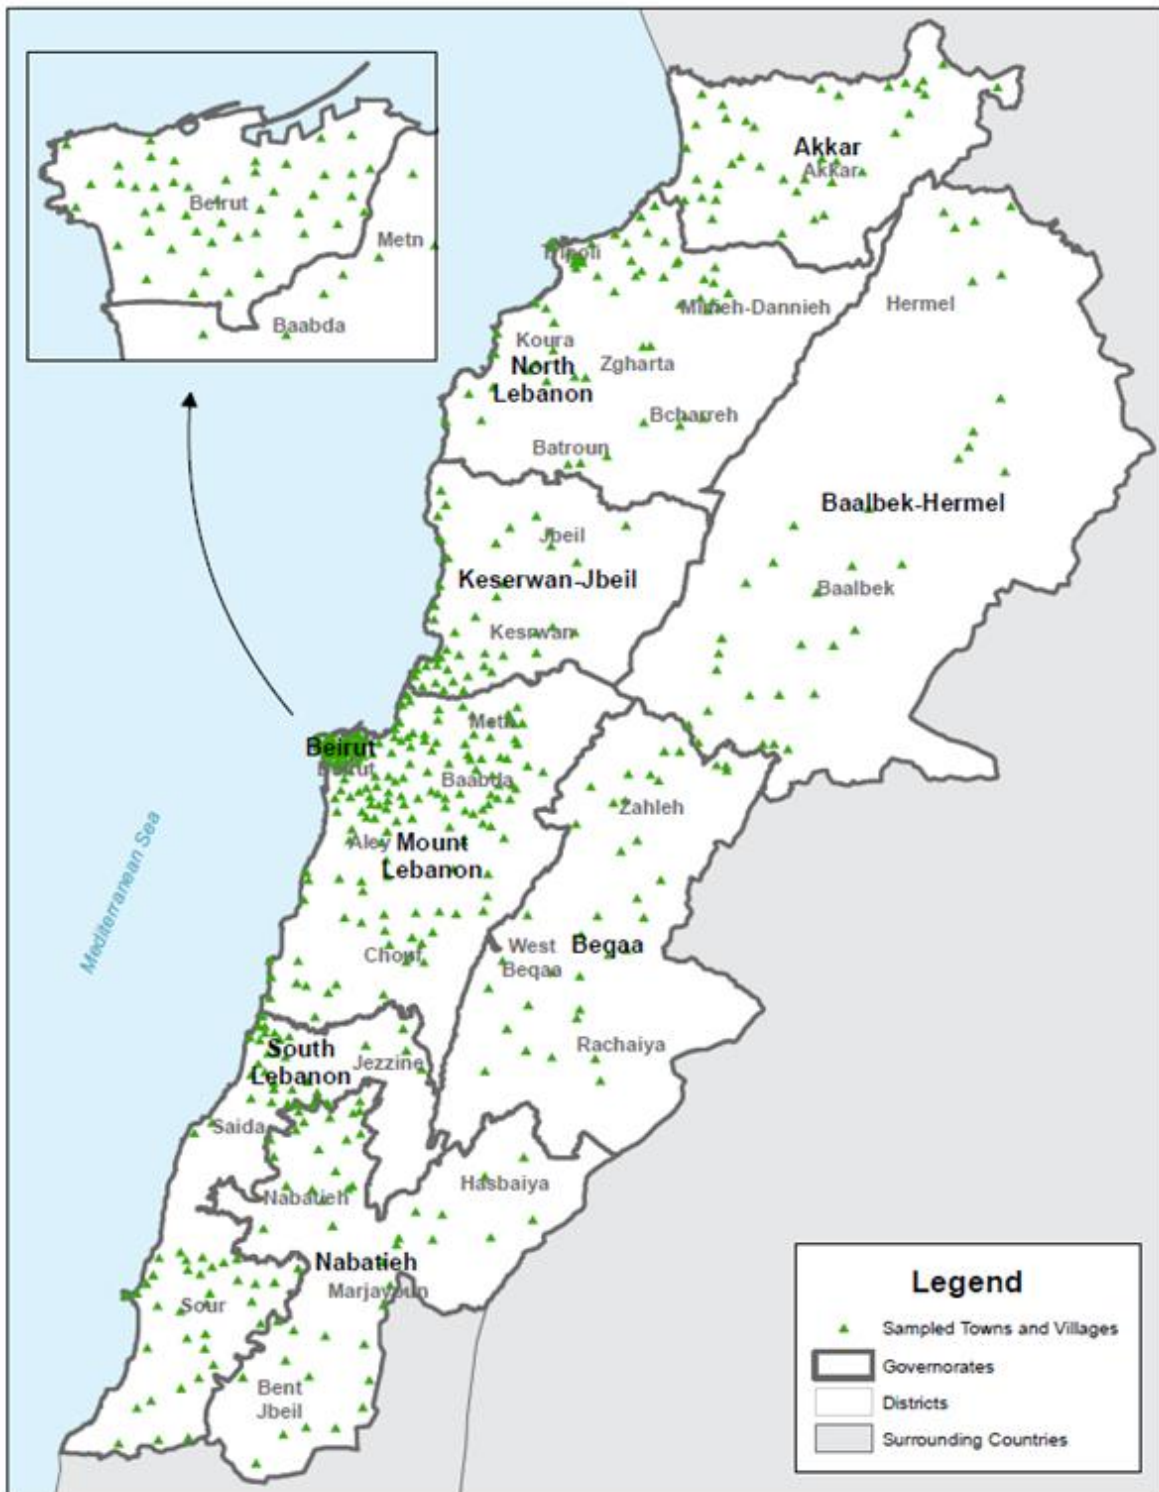 Beirut
Metn
Baabda
Akkar
Akkar
Tripoli
Minieh-Dannieh
Hermel
Koura
North
Lebanon
Zgharta
Bcharreh
Batroun
Baalbek-Hermel
Jbeil
Keserwan-Jbeil
Baalbek
Kesrwan
Metn
Beirut
Beirut
Baabda
Zahleh
Aley
Mount
Lebanon
Mediterranean Sea
Chouf
West
Beqaa
Beqaa
Rachaiya
South
Lebanon
Jezzine
Saida
Hasbaiya
Nabatieh
Nabatieh
Marjayoun
Sour
Bent
Jbeil
Legend
Sampled Towns and Villages
Governorates
Districts
Surrounding Countries